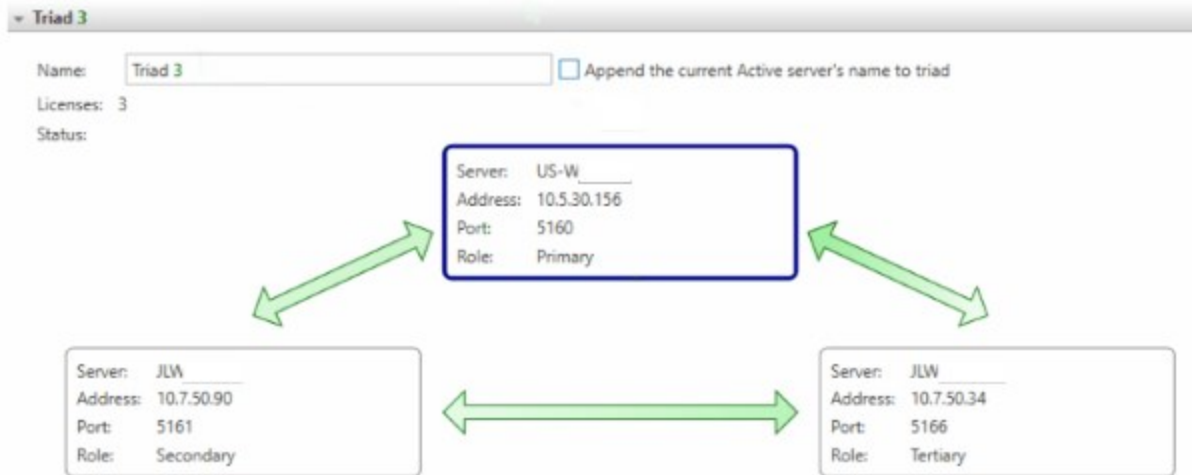 Triad 3
Name: Triad 3 Append the current Active server's name to triad
Licenses: 3
Status:
Server: US-W
Address: 10.5.30.156
Port: 5160
Role: Primary
Server: JLW
Address: 10.7.50.90
Port: 5161
Role: Secondary
Server: JLW
Address: 10.7.50.34
Port: 5166
Role: Tertiary